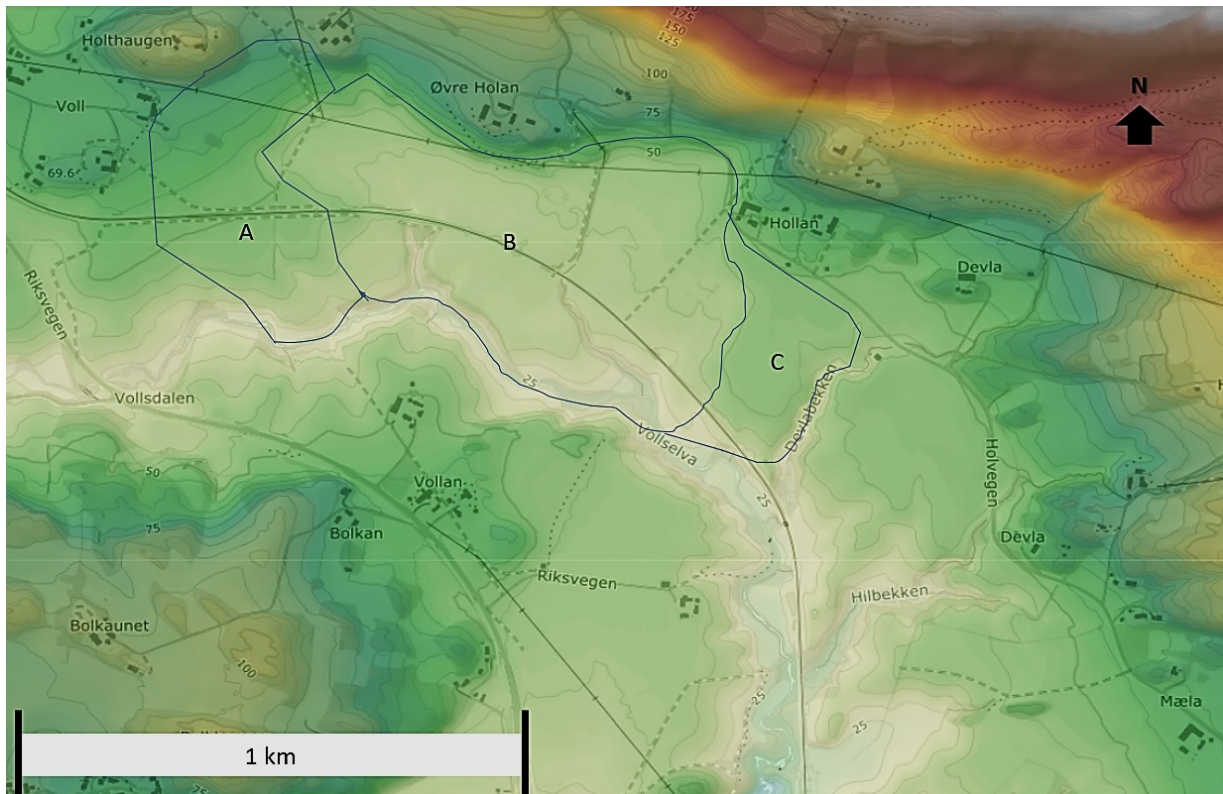 175
150
125
Holthaugen
100
N
Øvre Holan
Voll
75
50
69.6
Hollan
A
B
Devla
Riksvegen
C
25
Vollsdalen
Devlabekken
Vollselva
50
Holvegen
Vollan
25
75
Bolkan
Devla
Riksvegen
Hilbekken
Bolkaunet
100
25
Mæla
25
1 km
75